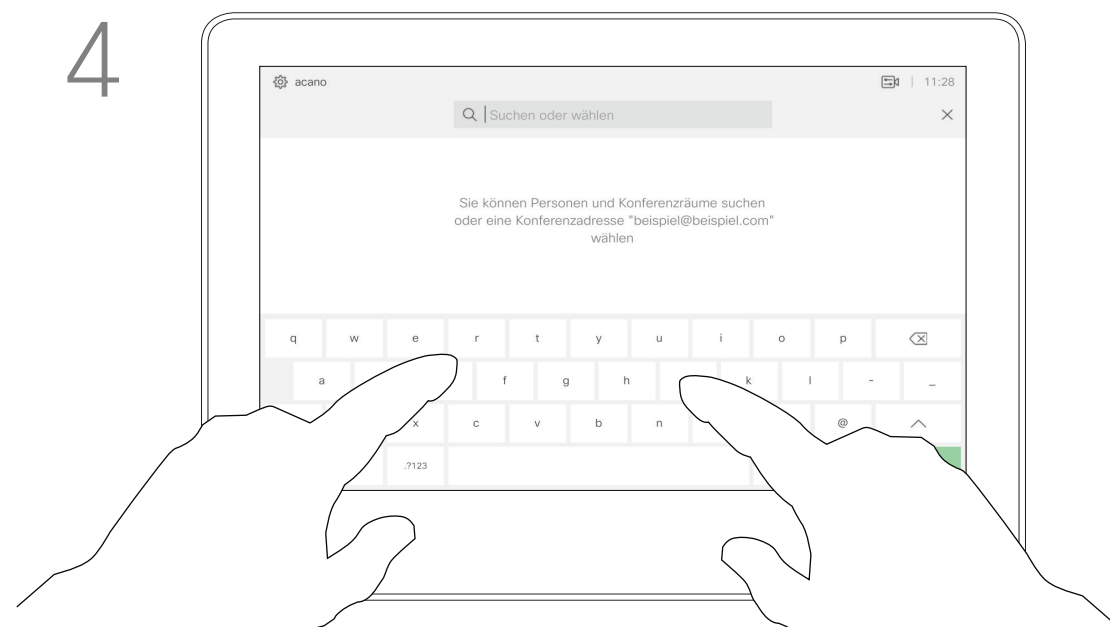 4
acano 11:28
Suchen oder wählen
Sie können Personen und Konferenzräume suchen
oder eine Konferenzadresse "beispiel@beispiel.com"
wählen
q w e r t y u i o p
a f g h k l - _
x c v b n @
.?123